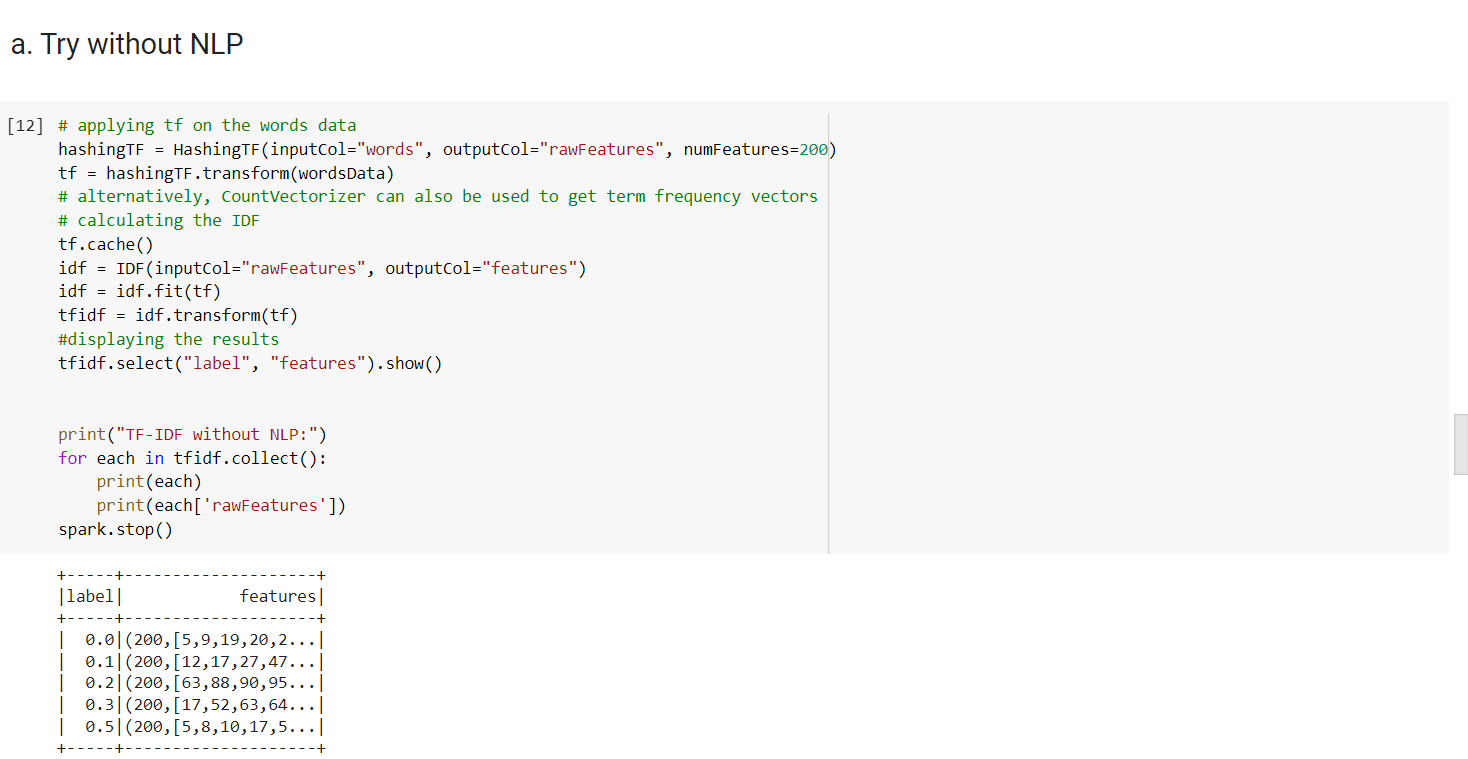 a. Try without NLP
[12] # applying tf on the words data
hashingTF = HashingTF(inputCol="words", outputCol="rawFeatures", numFeatures=200)
tf = hashingTF.transform(wordsData)
# alternatively, CountVectorizer can also be used to get term frequency vectors
# calculating the IDF
tf.cache()
idf = IDF(inputCol="rawFeatures", outputCol="features")
idf = idf.fit(tf)
tfidf = idf.transform(tf)
#displaying the results
tfidf.select("label", "features").show()
print("TF-IDF without NLP:")
for each in tfidf.collect():
    print(each)
    print(each['rawFeatures'])
spark.stop()
+-----+--------------------+
|label|            features|
+-----+--------------------+
|  0.0|(200,[5,9,19,20,2...|
|  0.1|(200,[12,17,27,47...|
|  0.2|(200,[63,88,90,95...|
|  0.3|(200,[17,52,63,64...|
|  0.5|(200,[5,8,10,17,5...|
+-----+--------------------+